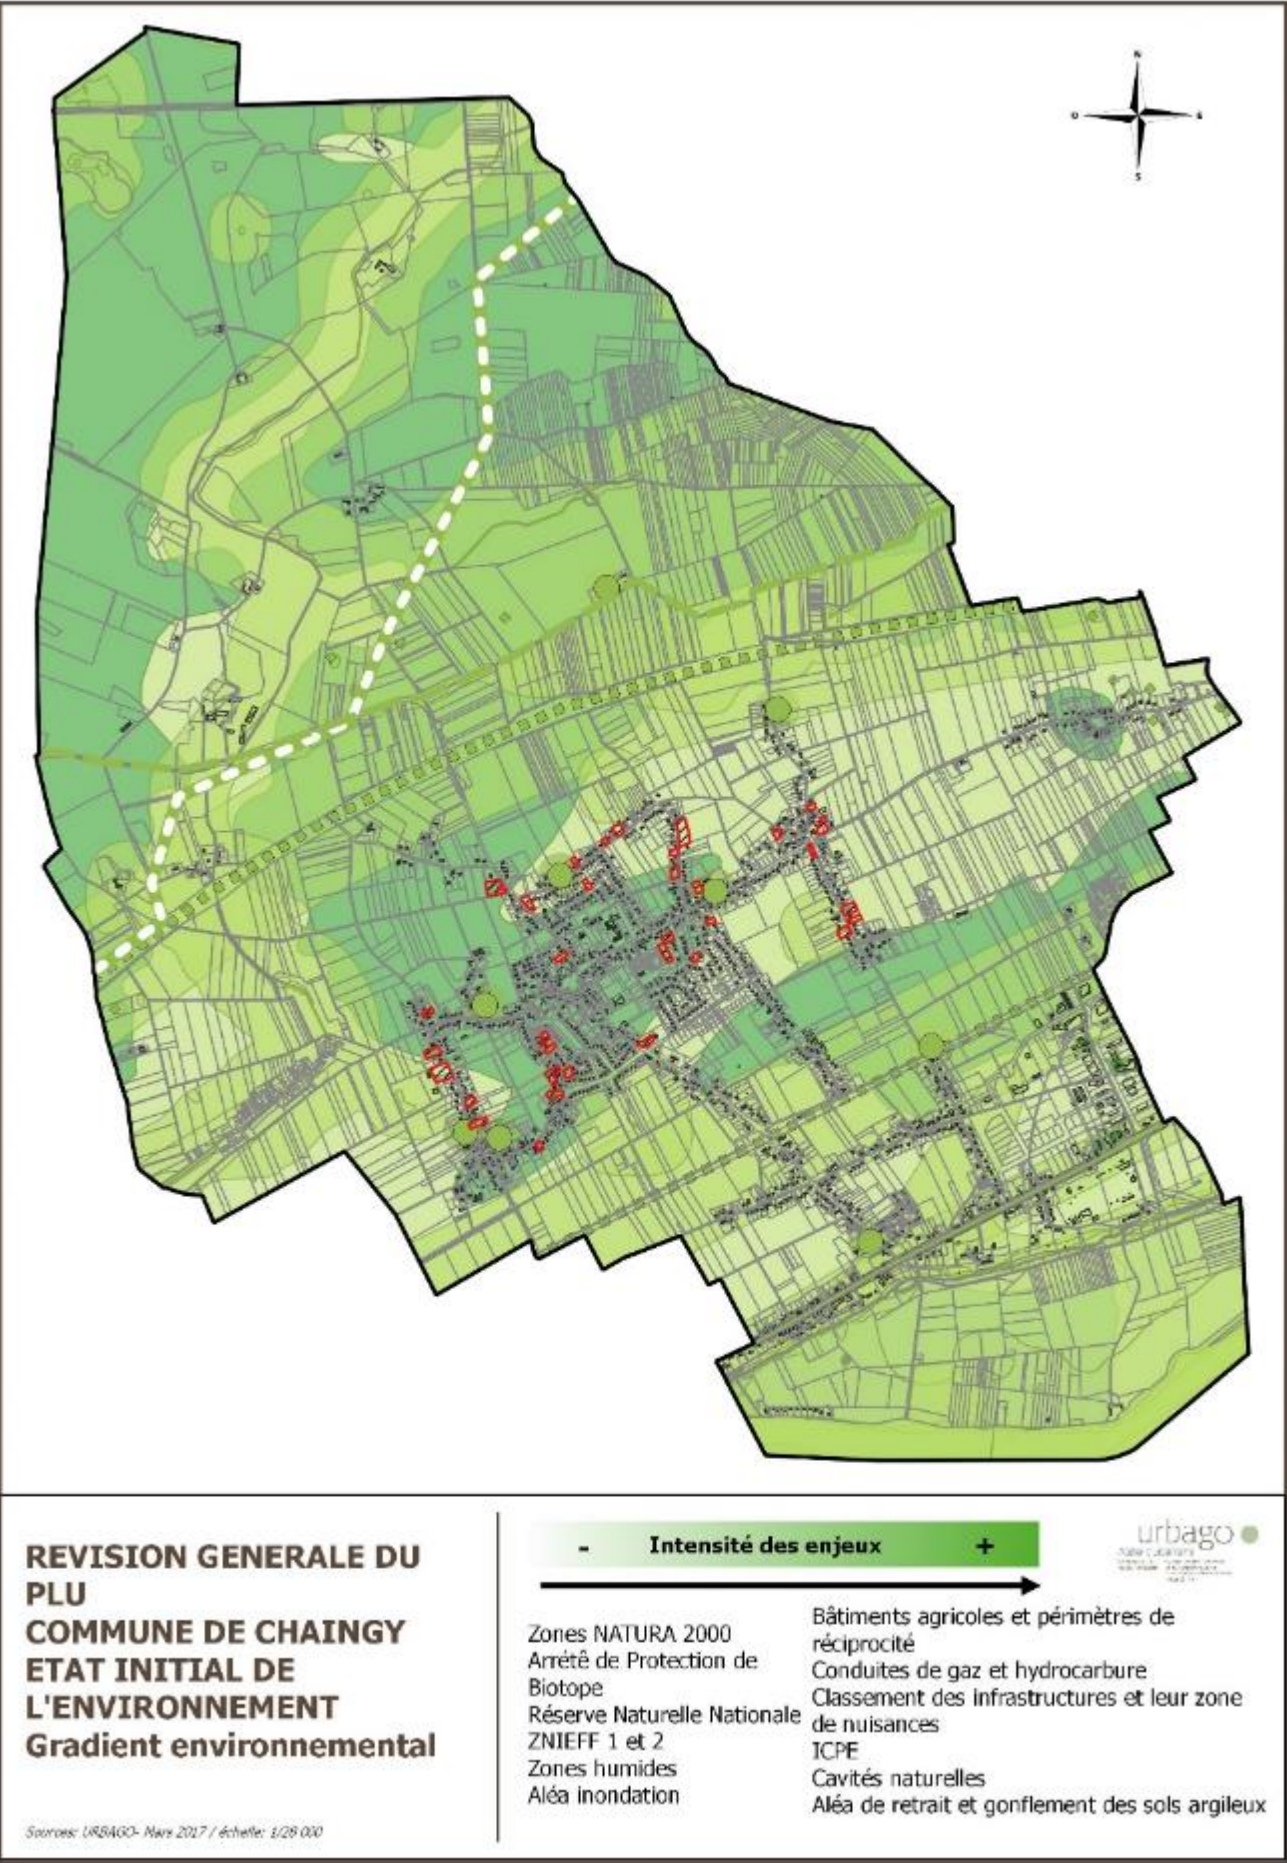 N
O
E
S
REVISION GENERALE DU
PLU
COMMUNE DE CHAINGY
ETAT INITIAL DE
L'ENVIRONNEMENT
Gradient environnemental
Sources: URBAGO- Mars 2017 / échelle: 1/28 000
- Intensité des enjeux +
Zones NATURA 2000
Arrêtê de Protection de
Biotope
Réserve Naturelle Nationale
ZNIEFF 1 et 2
Zones humides
Aléa inondation
Bâtiments agricoles et périmètres de
réciprocité
Conduites de gaz et hydrocarbure
Classement des infrastructures et leur zone
de nuisances
ICPE
Cavités naturelles
Aléa de retrait et gonflement des sols argileux
urbago